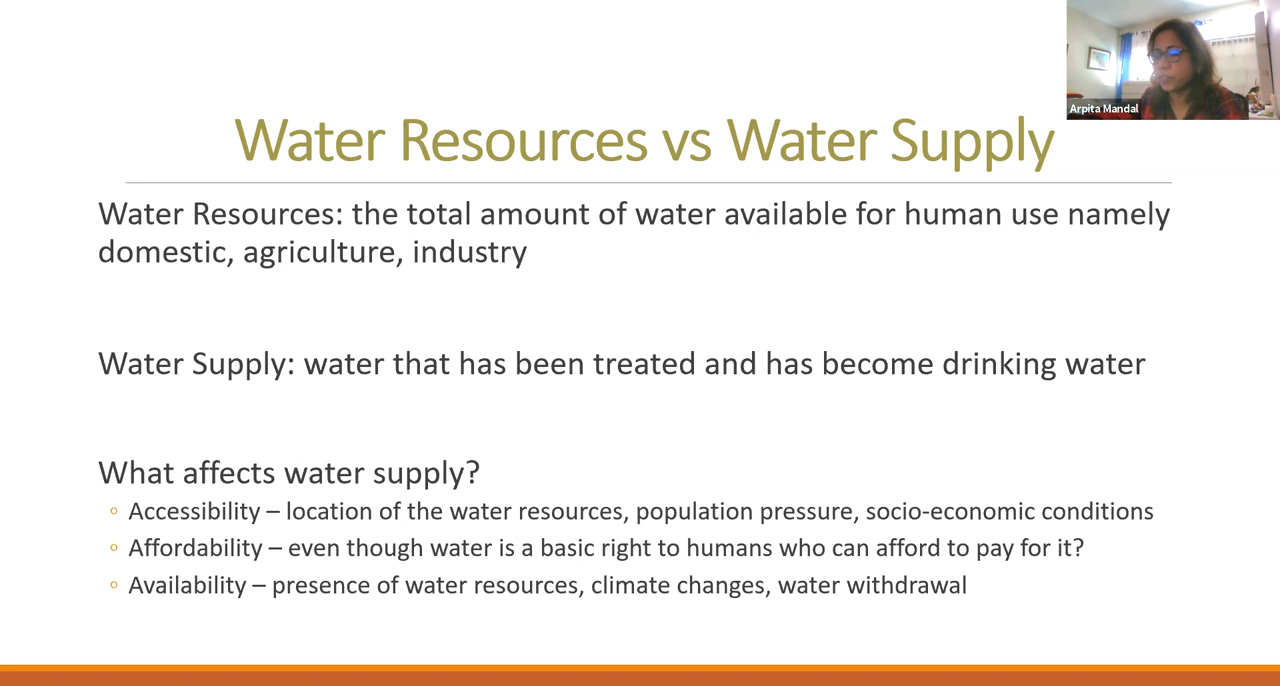 Arpita Mandal
Water Resources vs Water Supply
Water Resources: the total amount of water available for human use namely
domestic, agriculture, industry
Water Supply: water that has been treated and has become drinking water
What affects water supply?
Accessibility – location of the water resources, population pressure, socio-economic conditions
Affordability – even though water is a basic right to humans who can afford to pay for it?
Availability – presence of water resources, climate changes, water withdrawal